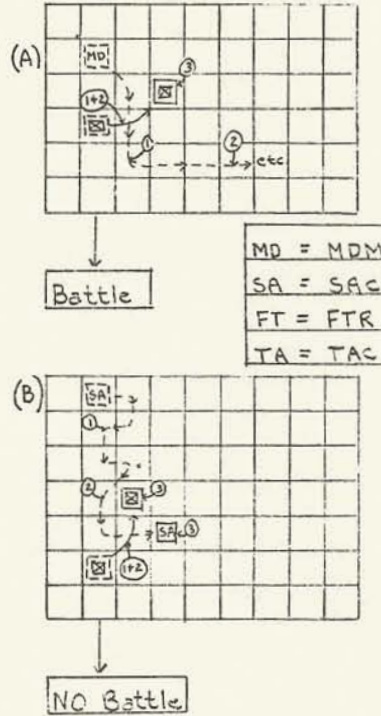 (A)
MD
③
①+②
①
②
etc
Battle
MD = MDM
SA = SAC
FT = FTR
TA = TAC
(B)
SA
①
②
③
SA
③
①+②
NO Battle